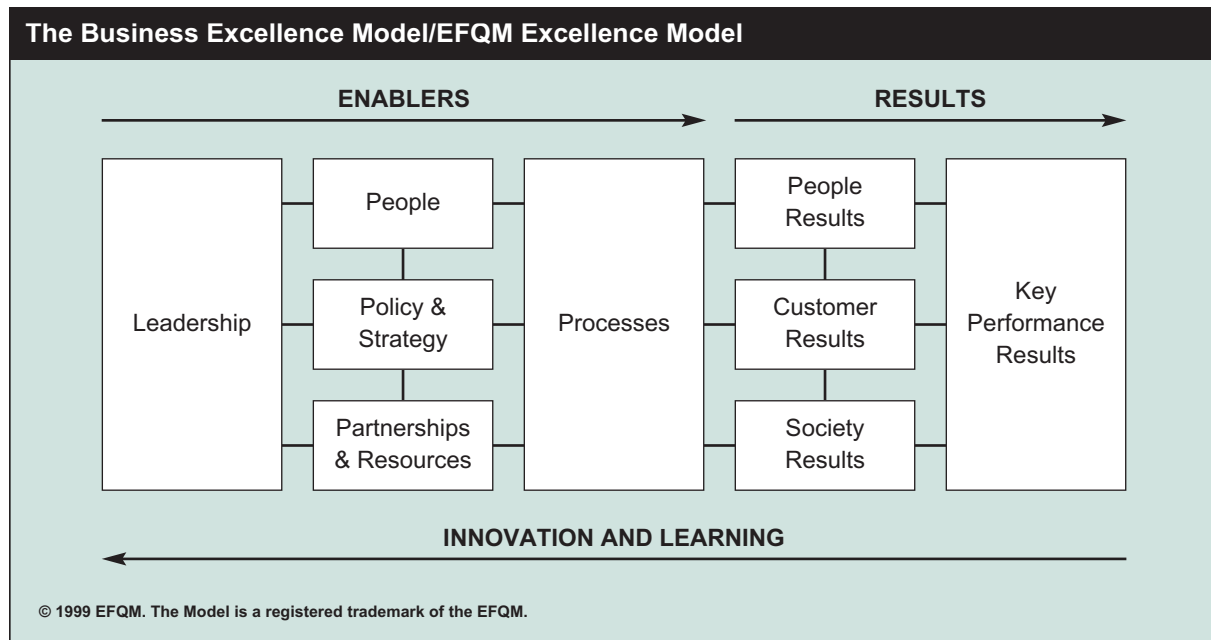 The Business Excellence Model/EFQM Excellence Model
ENABLERS
RESULTS
Leadership
People
Policy &
Strategy
Partnerships
& Resources
Processes
People
Results
Customer
Results
Society
Results
Key
Performance
Results
INNOVATION AND LEARNING
© 1999 EFQM. The Model is a registered trademark of the EFQM.